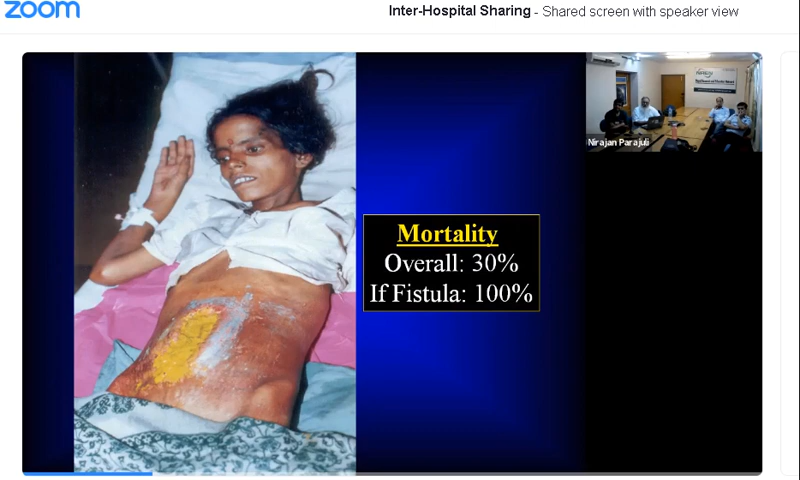 zoom
Inter-Hospital Sharing - Shared screen with speaker view
Nirajan Parajuli
Mortality
Overall: 30%
If Fistula: 100%